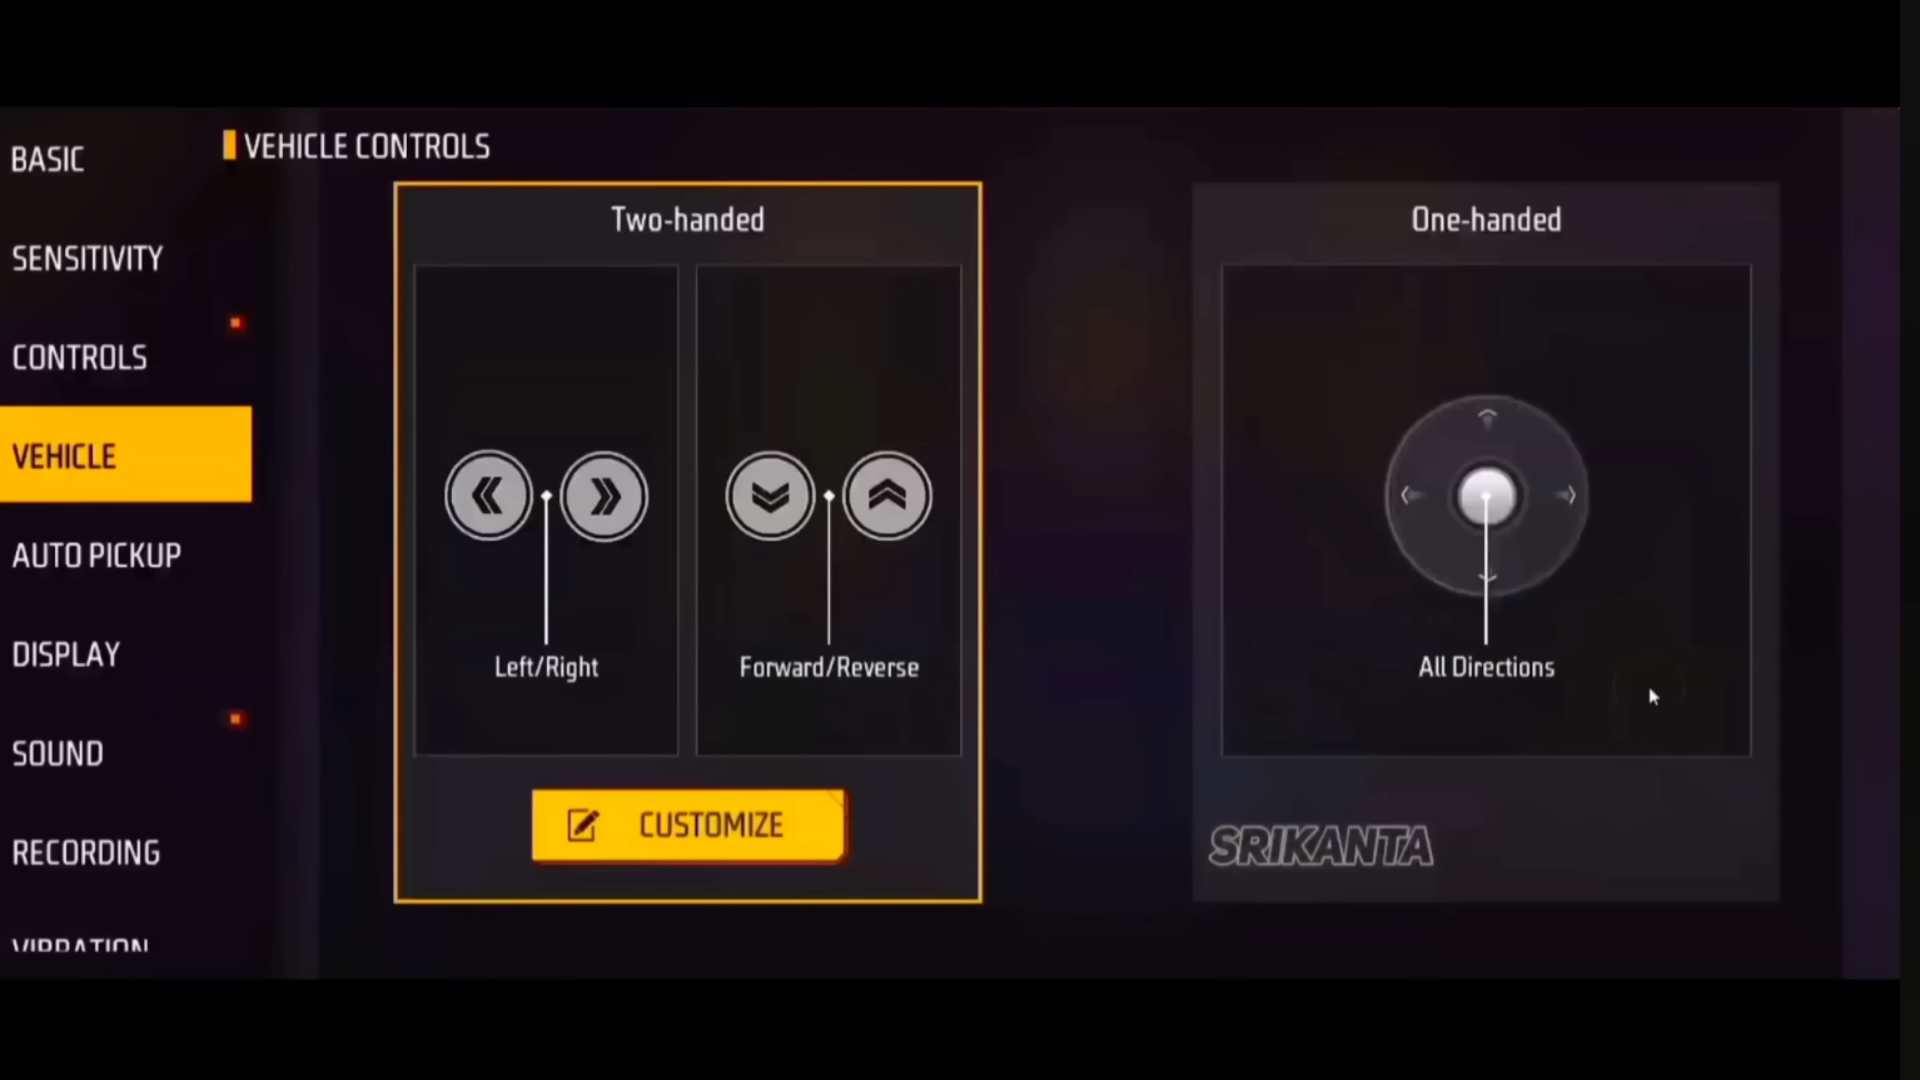 BASIC
SENSITIVITY
CONTROLS
VEHICLE
AUTO PICKUP
DISPLAY
SOUND
RECORDING
VIBRATION
VEHICLE CONTROLS
Two-handed
Left/Right
Forward/Reverse
CUSTOMIZE
One-handed
All Directions
SRIKANTA